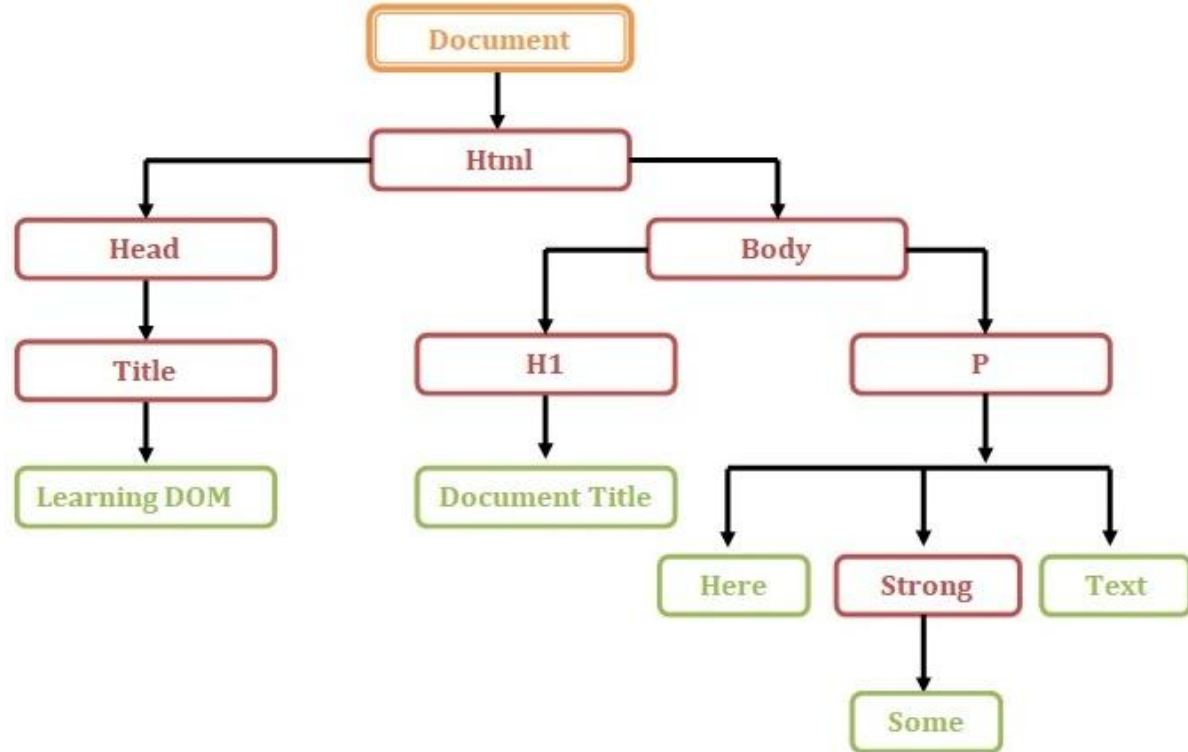 Document
Html
Head
Body
Title
H1
P
Learning DOM
Document Title
Here
Strong
Text
Some